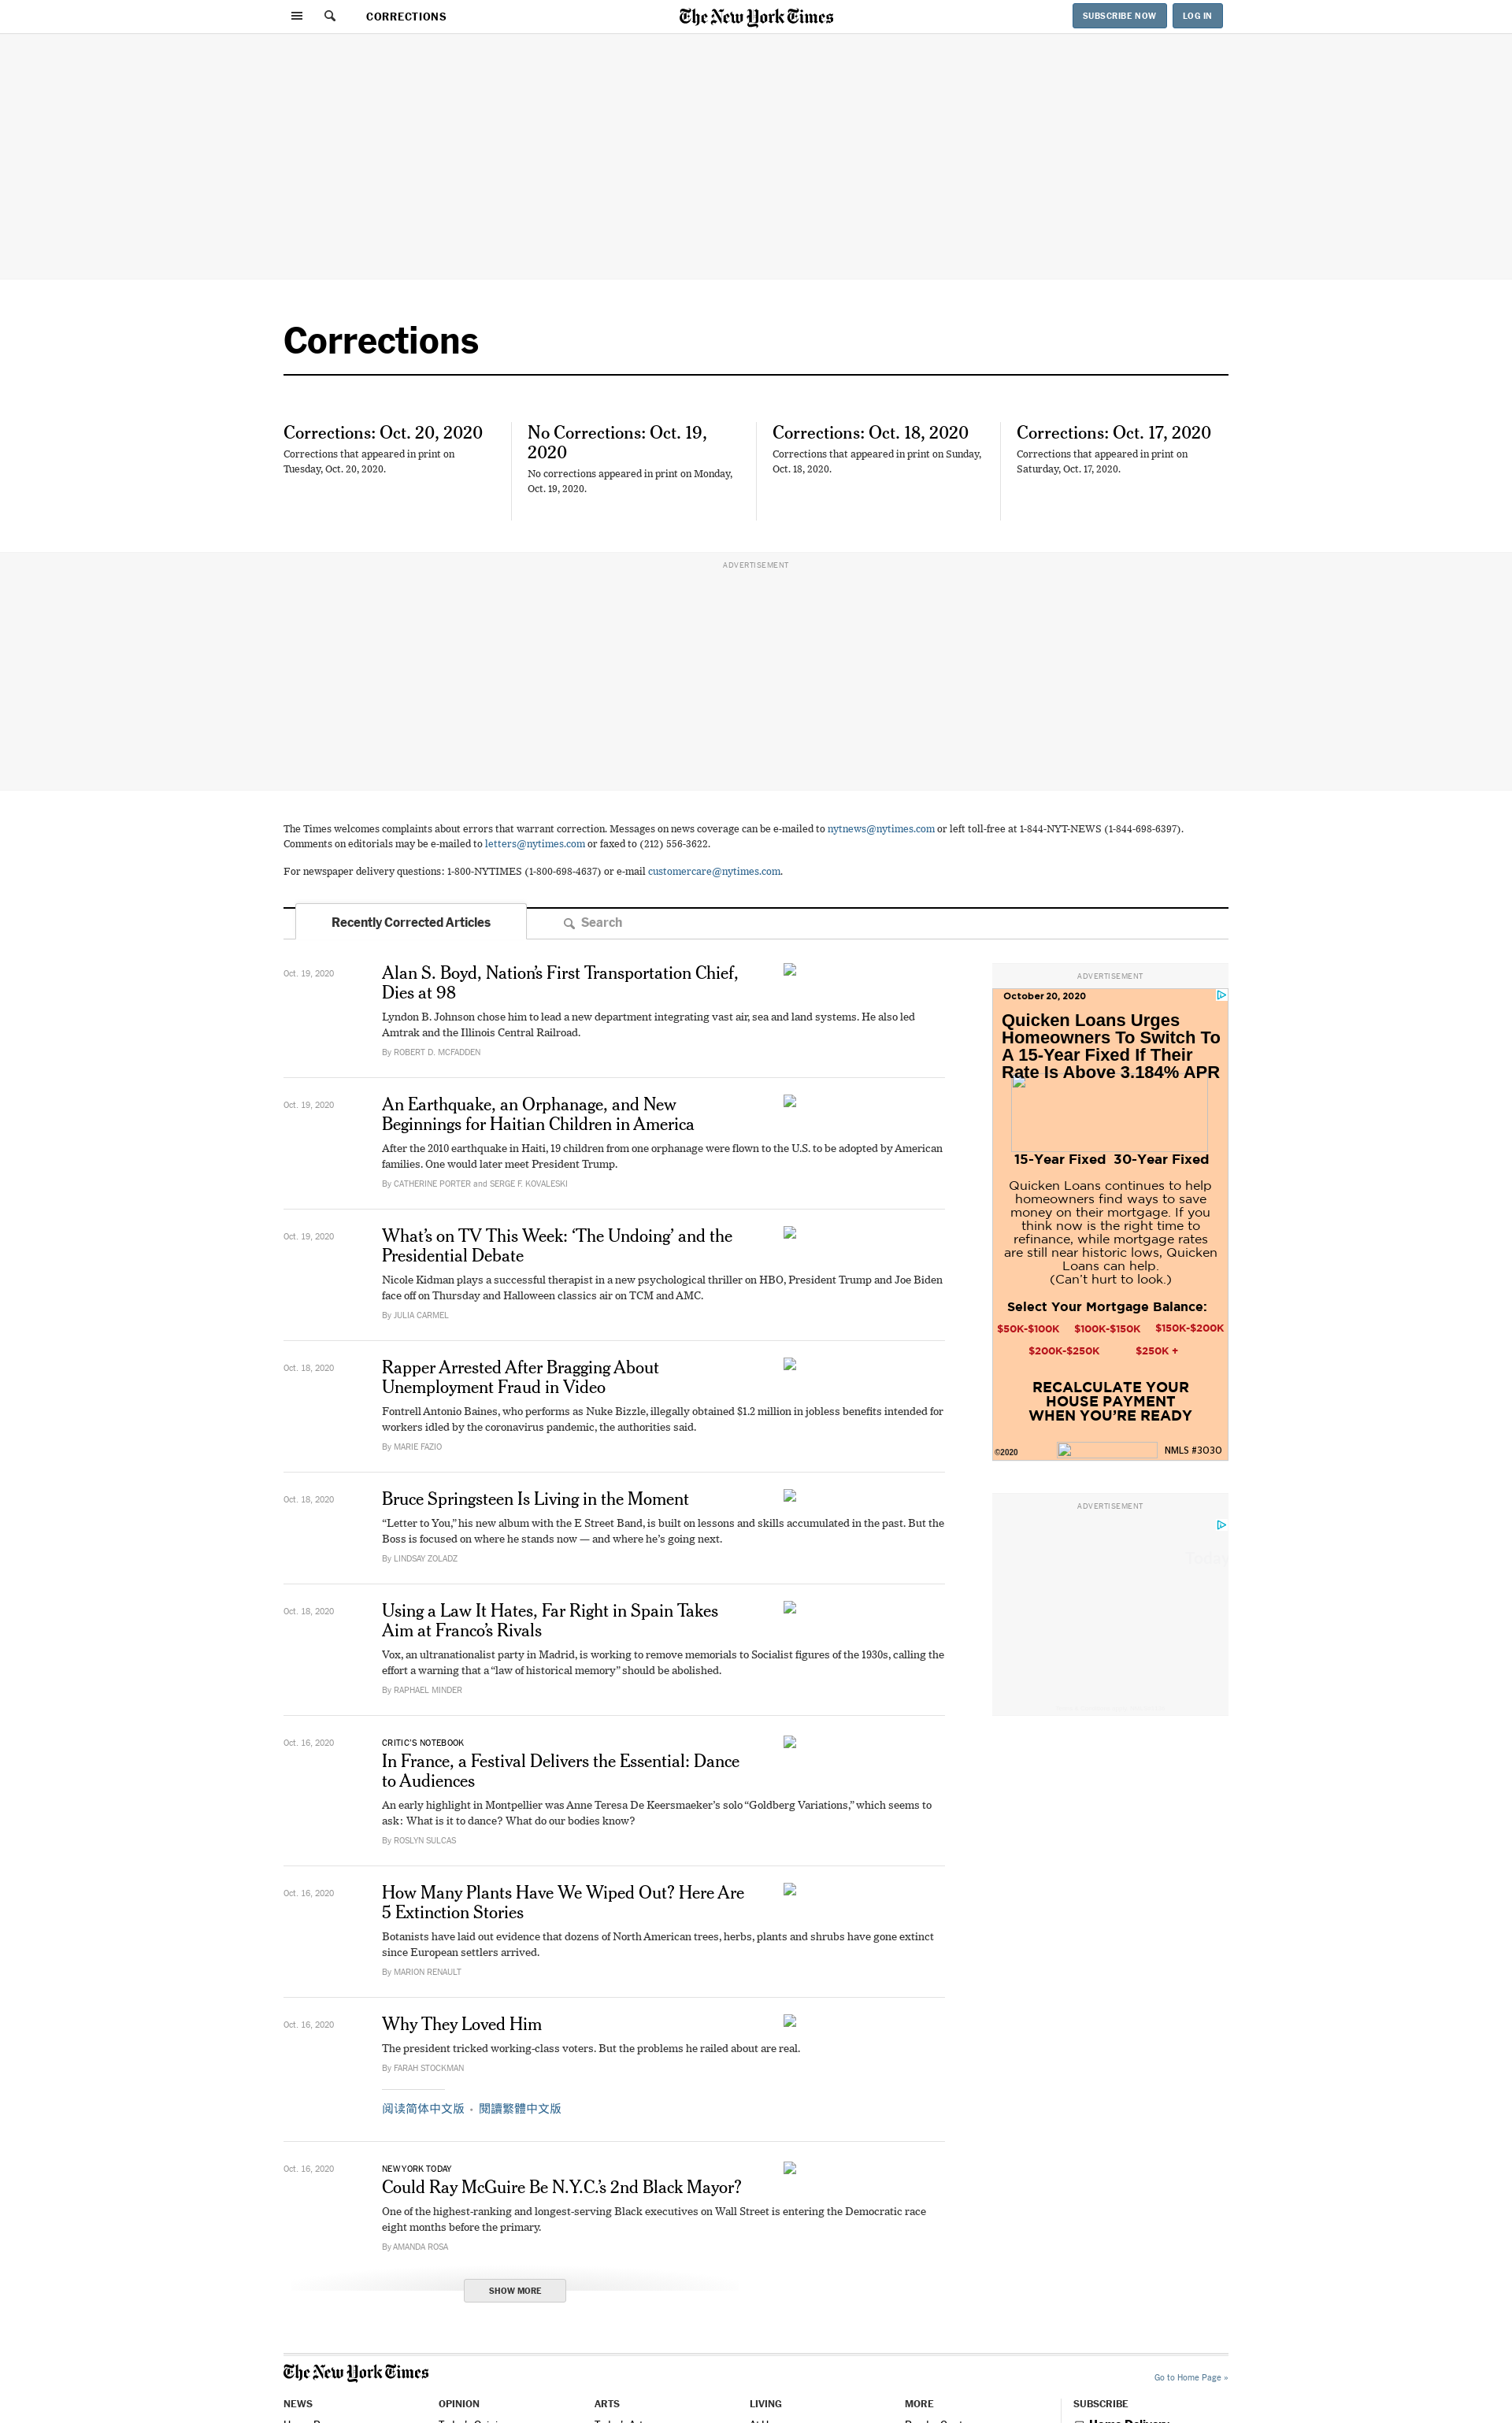 CORRECTIONS
The New York Times
SUBSCRIBE NOW
LOG IN
Corrections
Corrections: Oct. 20, 2020
Corrections that appeared in print on
Tuesday, Oct. 20, 2020.
No Corrections: Oct. 19,
2020
No corrections appeared in print on Monday,
Oct. 19, 2020.
Corrections: Oct. 18, 2020
Corrections that appeared in print on Sunday,
Oct. 18, 2020.
Corrections: Oct. 17, 2020
Corrections that appeared in print on
Saturday, Oct. 17, 2020.
ADVERTISEMENT
The Times welcomes complaints about errors that warrant correction. Messages on news coverage can be e-mailed to nytnews@nytimes.com or left toll-free at 1-844-NYT-NEWS (1-844-698-6397).
Comments on editorials may be e-mailed to letters@nytimes.com or faxed to (212) 556-3622.
For newspaper delivery questions: 1-800-NYTIMES (1-800-698-4637) or e-mail customercare@nytimes.com.
Recently Corrected Articles
Search
Oct. 19, 2020
Alan S. Boyd, Nation’s First Transportation Chief,
Dies at 98
Lyndon B. Johnson chose him to lead a new department integrating vast air, sea and land systems. He also led
Amtrak and the Illinois Central Railroad.
By ROBERT D. MCFADDEN
Oct. 19, 2020
An Earthquake, an Orphanage, and New
Beginnings for Haitian Children in America
After the 2010 earthquake in Haiti, 19 children from one orphanage were flown to the U.S. to be adopted by American
families. One would later meet President Trump.
By CATHERINE PORTER and SERGE F. KOVALESKI
Oct. 19, 2020
What’s on TV This Week: ‘The Undoing’ and the
Presidential Debate
Nicole Kidman plays a successful therapist in a new psychological thriller on HBO, President Trump and Joe Biden
face off on Thursday and Halloween classics air on TCM and AMC.
By JULIA CARMEL
Oct. 18, 2020
Rapper Arrested After Bragging About
Unemployment Fraud in Video
Fontrell Antonio Baines, who performs as Nuke Bizzle, illegally obtained $1.2 million in jobless benefits intended for
workers idled by the coronavirus pandemic, the authorities said.
By MARIE FAZIO
Oct. 18, 2020
Bruce Springsteen Is Living in the Moment
“Letter to You,” his new album with the E Street Band, is built on lessons and skills accumulated in the past. But the
Boss is focused on where he stands now — and where he’s going next.
By LINDSAY ZOLADZ
Oct. 18, 2020
Using a Law It Hates, Far Right in Spain Takes
Aim at Franco’s Rivals
Vox, an ultranationalist party in Madrid, is working to remove memorials to Socialist figures of the 1930s, calling the
effort a warning that a “law of historical memory” should be abolished.
By RAPHAEL MINDER
Oct. 16, 2020
CRITIC’S NOTEBOOK
In France, a Festival Delivers the Essential: Dance
to Audiences
An early highlight in Montpellier was Anne Teresa De Keersmaeker’s solo “Goldberg Variations,” which seems to
ask: What is it to dance? What do our bodies know?
By ROSLYN SULCAS
Oct. 16, 2020
How Many Plants Have We Wiped Out? Here Are
5 Extinction Stories
Botanists have laid out evidence that dozens of North American trees, herbs, plants and shrubs have gone extinct
since European settlers arrived.
By MARION RENAULT
Oct. 16, 2020
Why They Loved Him
The president tricked working-class voters. But the problems he railed about are real.
By FARAH STOCKMAN
阅读简体中文版 • 閱讀繁體中文版
Oct. 16, 2020
NEW YORK TODAY
Could Ray McGuire Be N.Y.C.’s 2nd Black Mayor?
One of the highest-ranking and longest-serving Black executives on Wall Street is entering the Democratic race
eight months before the primary.
By AMANDA ROSA
SHOW MORE
ADVERTISEMENT
October 20, 2020
Quicken Loans Urges
Homeowners To Switch To
A 15-Year Fixed If Their
Rate Is Above 3.184% APR
15-Year Fixed 30-Year Fixed
Quicken Loans continues to help
homeowners find ways to save
money on their mortgage. If you
think now is the right time to
refinance, while mortgage rates
are still near historic lows, Quicken
Loans can help.
(Can’t hurt to look.)
Select Your Mortgage Balance:
$50K-$100K $100K-$150K $150K-$200K
$200K-$250K $250K +
RECALCULATE YOUR
HOUSE PAYMENT
WHEN YOU’RE READY
©2020
NMLS #3030
ADVERTISEMENT
The New York Times
Go to Home Page »
NEWS
OPINION
ARTS
LIVING
MORE
SUBSCRIBE